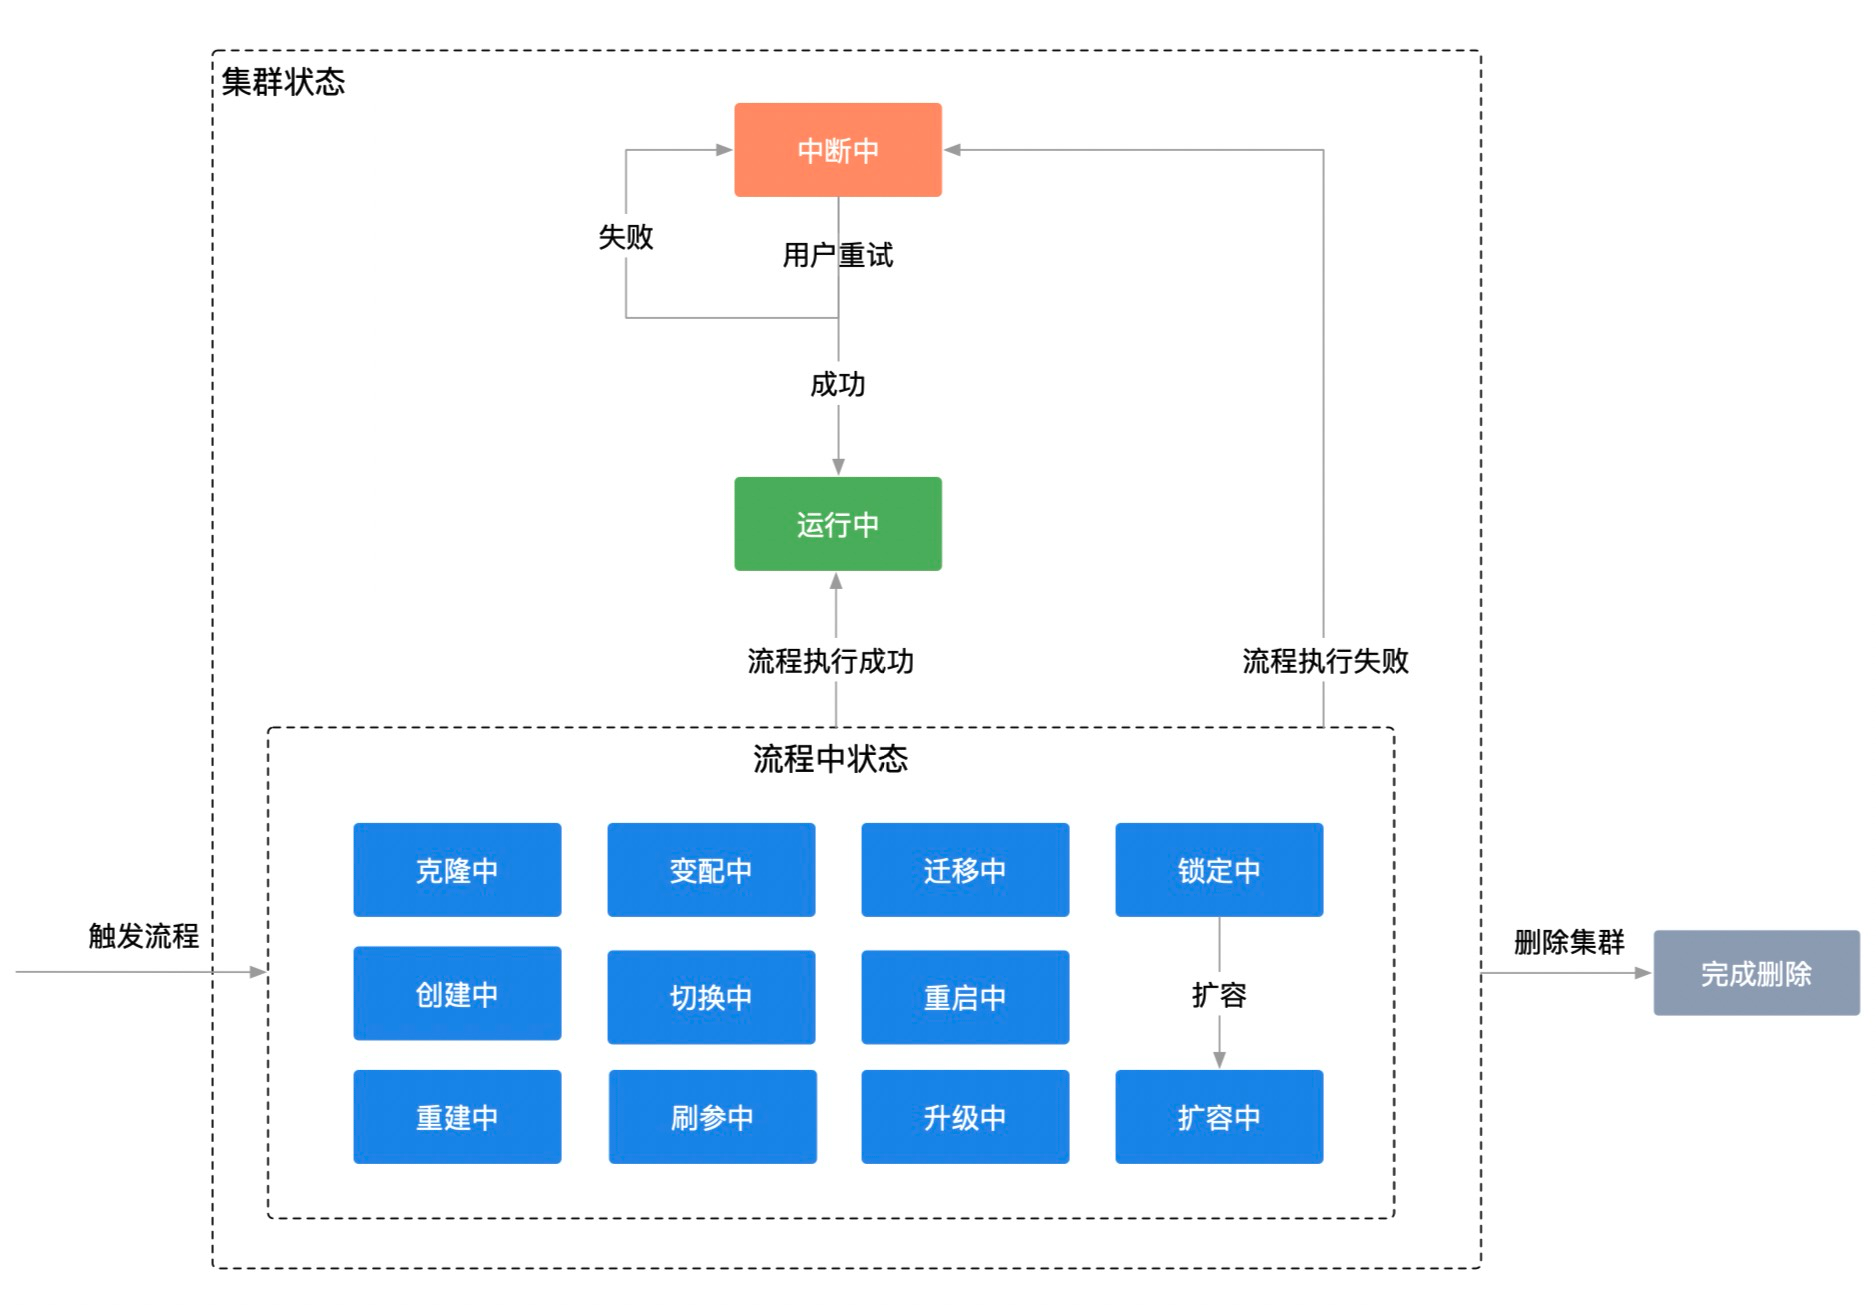 集群状态
中断中
失败
用户重试
成功
运行中
流程执行成功
流程执行失败
流程中状态
克隆中
变配中
迁移中
锁定中
触发流程
创建中
切换中
重启中
扩容
删除集群
完成删除
重建中
刷参中
升级中
扩容中